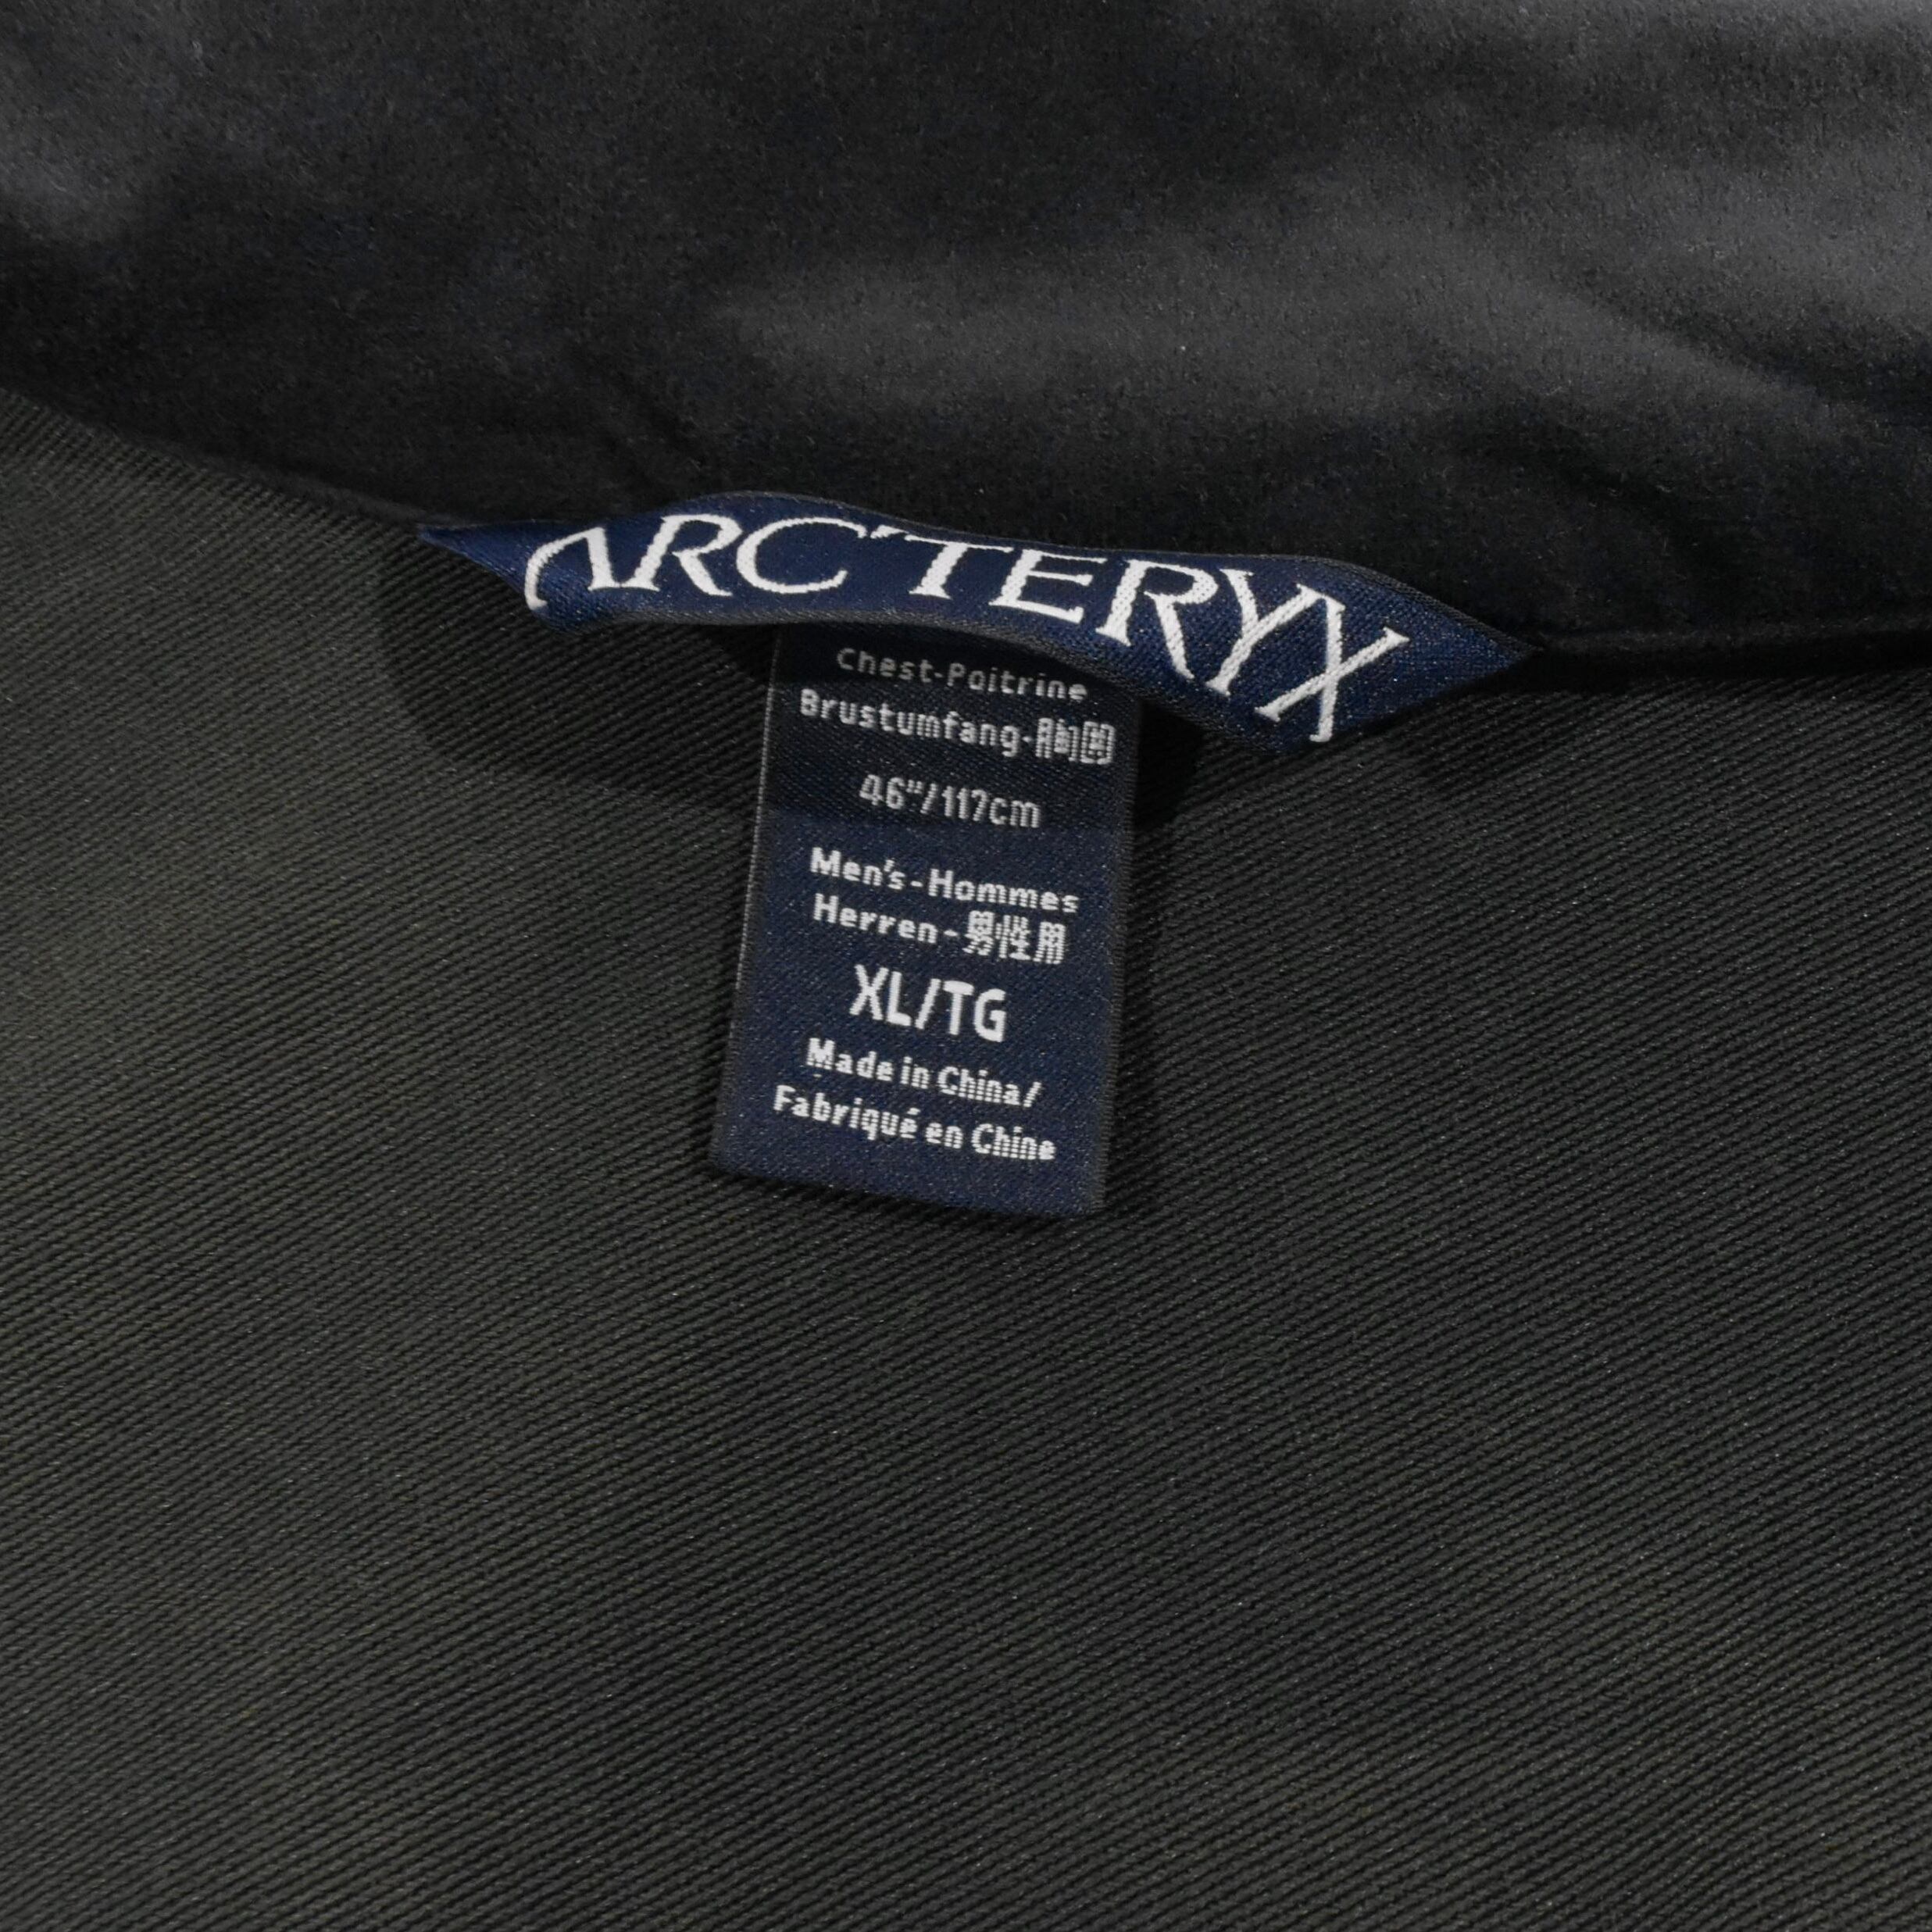 ARC'TERYX
Chest-Poitrine
Brustumfang-胸囲
46"/117cm
Men's-Hommes
Herren-男性用
XL/TG
Made in China/
Fabriqué en Chine